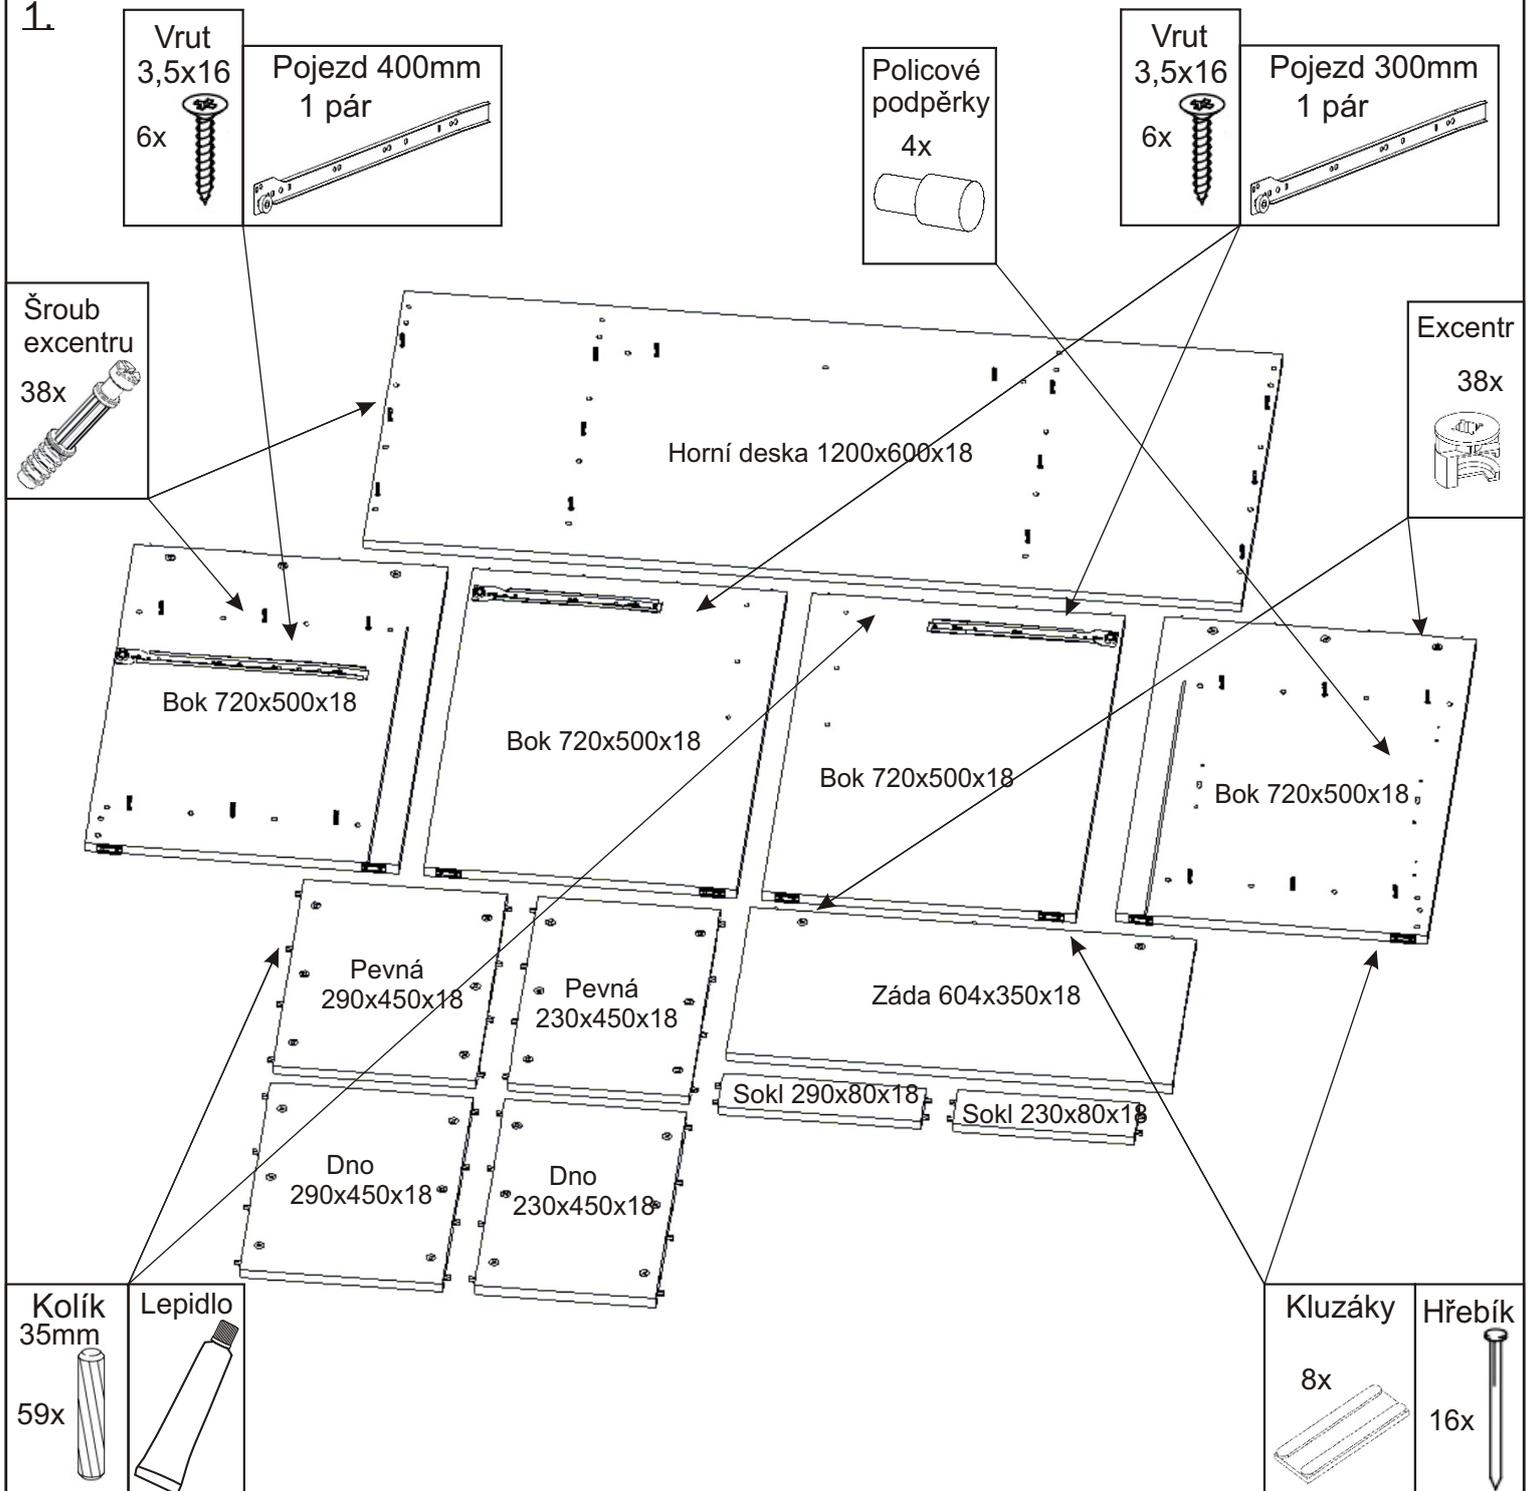 1.
Vrut
3,5x16
6x
Pojezd 400mm
1 pár
Policové
podpěrky
4x
Vrut
3,5x16
6x
Pojezd 300mm
1 pár
Šroub
excentru
38x
Excentr
38x
Horní deska 1200x600x18
Bok 720x500x18
Bok 720x500x18
Bok 720x500x18
Bok 720x500x18
Pevná
290x450x18
Pevná
230x450x18
Záda 604x350x18
Sokl 290x80x18
Sokl 230x80x18
Dno
290x450x18
Dno
230x450x18
Kolík
35mm
59x
Lepidlo
Kluzáky
8x
Hřebík
16x